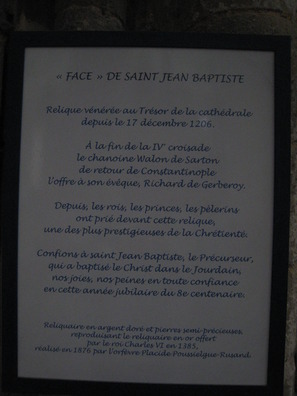 « FACE » DE SAINT JEAN BAPTISTE
Relique vénérée au Trésor de la cathédrale
depuis le 17 décembre 1206.
À la fin de la IVᵉ croisade
le chanoine Walon de Sarton
de retour de Constantinople
l'offre à son évêque, Richard de Gerberoy.
Depuis, les rois, les princes, les pèlerins
ont prié devant cette relique,
une des plus prestigieuses de la Chrétienté.
Confions à saint Jean Baptiste, le Précurseur,
qui a baptisé le Christ dans le Jourdain,
nos joies, nos peines en toute confiance
en cette année jubilaire du 8e centenaire.
Reliquaire en argent doré et pierres semi-précieuses,
reproduisant le reliquaire en or offert
par le roi Charles VI en 1385,
réalisé en 1876 par l'orfèvre Placide Poussielgue-Rusand.